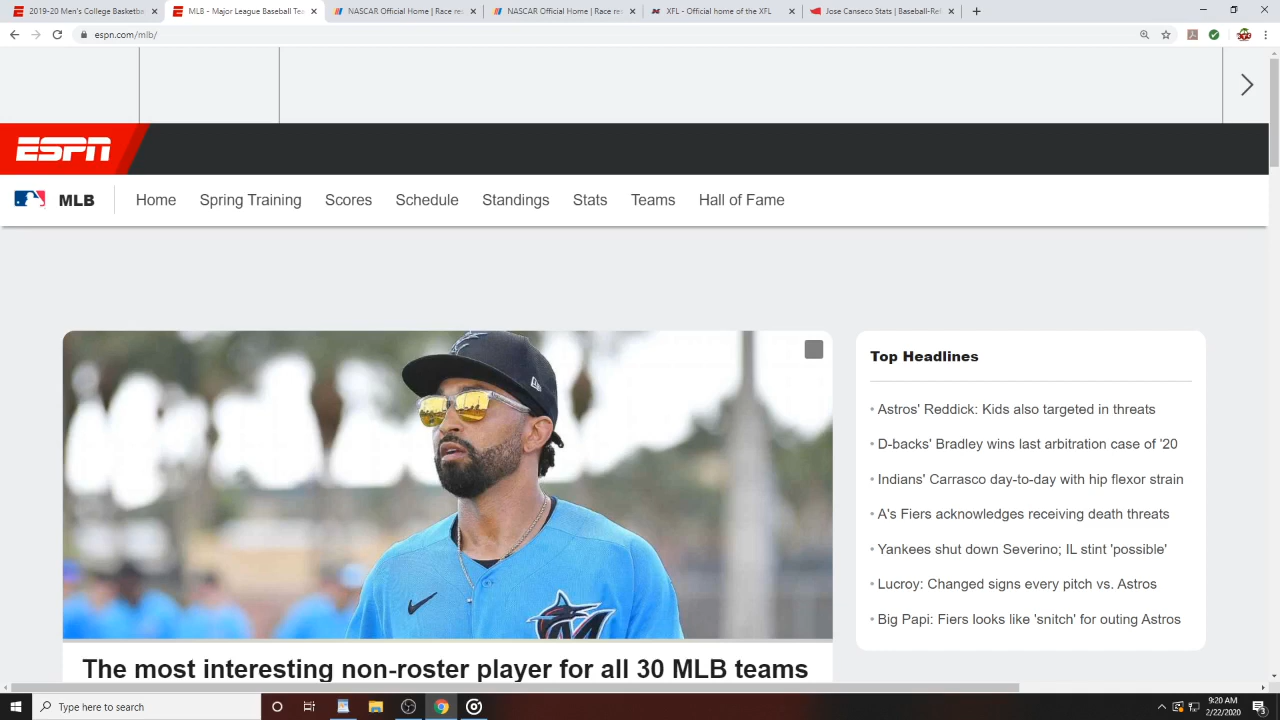 2019-20 Men's College Basketbo
MLB - Major League Baseball Tea
NASCAR Official Home | Race re
NASCAR Official Home | Race re
XFL - Official home of the XFL
Jose Canseco Stats | Baseball-Ref
espn.com/mlb/
ESPN
MLB
Home
Spring Training
Scores
Schedule
Standings
Stats
Teams
Hall of Fame
Top Headlines
Astros' Reddick: Kids also targeted in threats
D-backs' Bradley wins last arbitration case of '20
Indians' Carrasco day-to-day with hip flexor strain
A's Fiers acknowledges receiving death threats
Yankees shut down Severino; IL stint 'possible'
Lucroy: Changed signs every pitch vs. Astros
Big Papi: Fiers looks like 'snitch' for outing Astros
The most interesting non-roster player for all 30 MLB teams
Type here to search
9:20 AM
2/22/2020
3